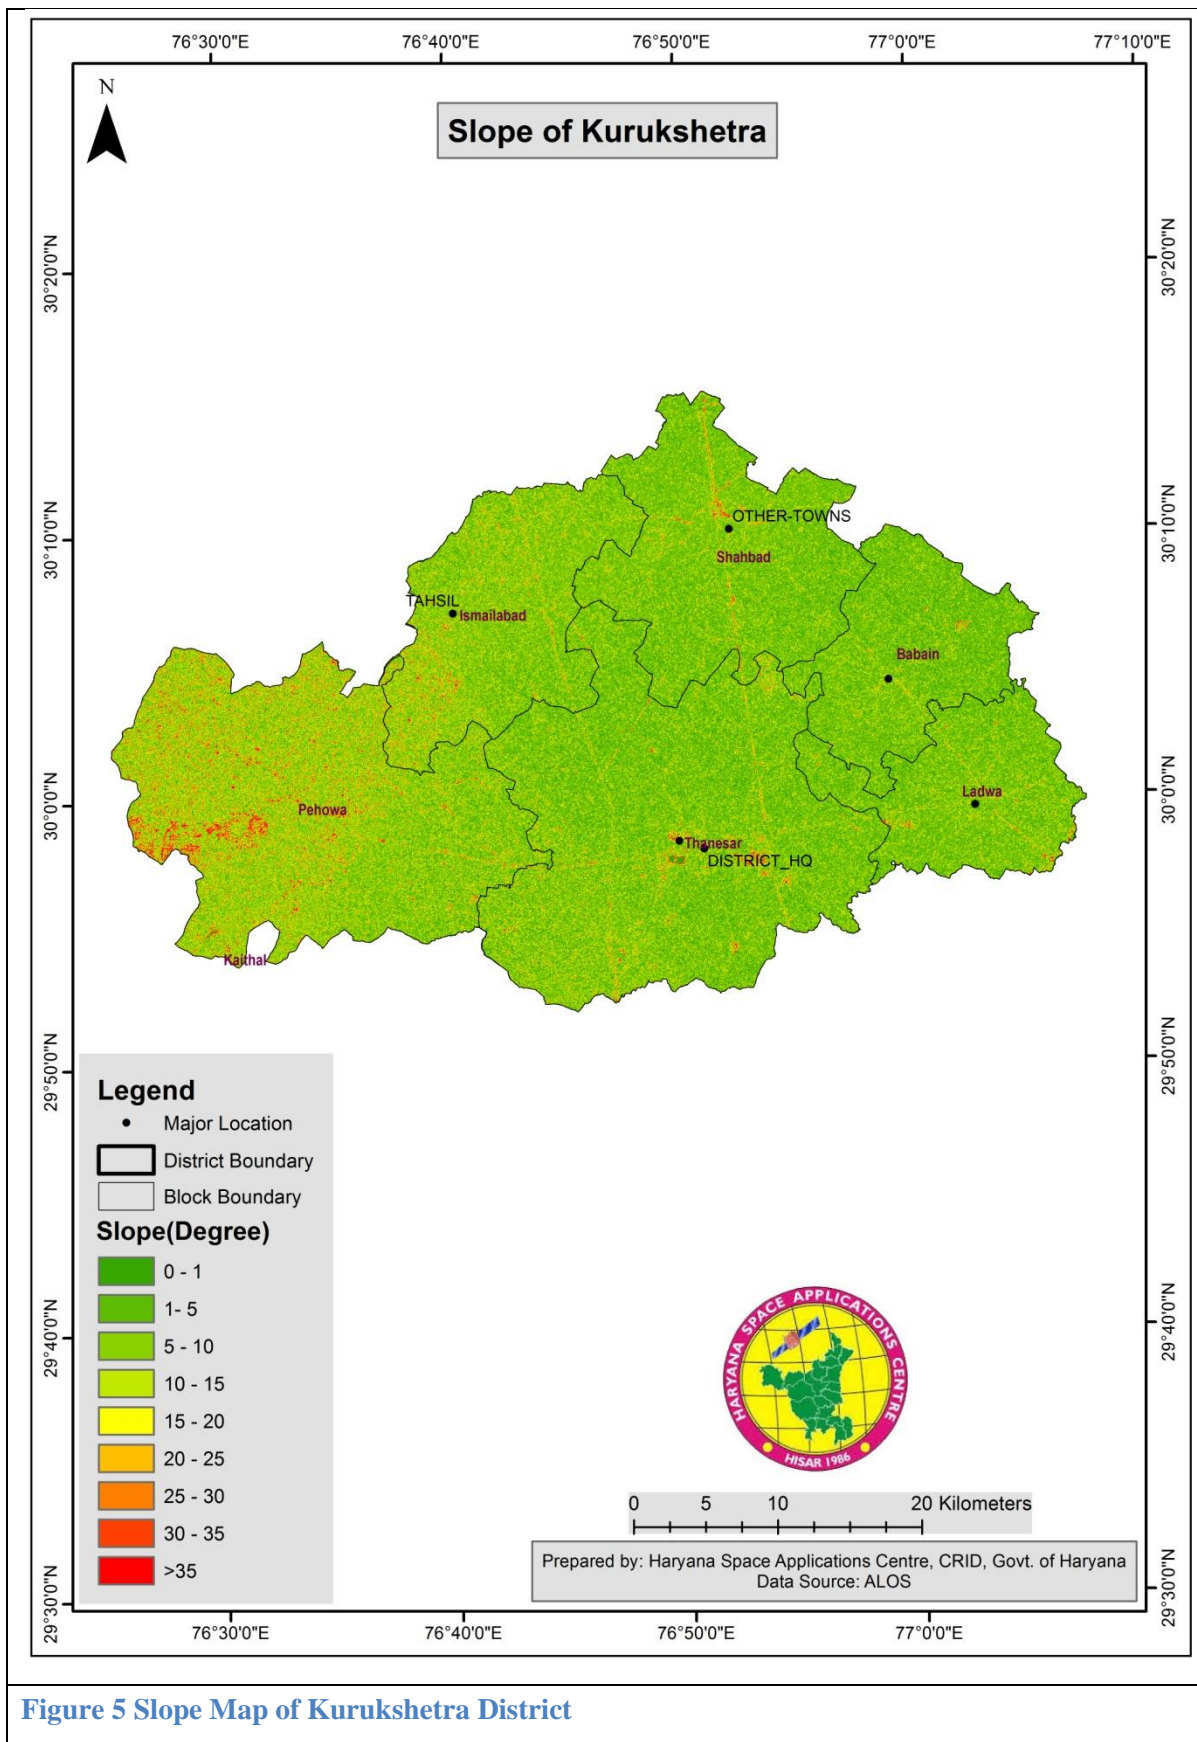 76°30'0"E 76°40'0"E 76°50'0"E 77°0'0"E 77°10'0"E
N
Slope of Kurukshetra
30°20'0"N
30°20'0"N
30°10'0"N
30°10'0"N
OTHER-TOWNS
Shahbad
TAHSIL
Ismailabad
Babain
30°0'0"N
30°0'0"N
Pehowa
Ladwa
Thanesar
DISTRICT_HQ
Kaithal
29°50'0"N
29°50'0"N
Legend
Major Location
District Boundary
Block Boundary
Slope(Degree)
0 - 1
1- 5
5 - 10
10 - 15
15 - 20
20 - 25
25 - 30
30 - 35
>35
29°40'0"N
29°40'0"N
HARYANA SPACE APPLICATIONS CENTRE
HISAR 1986
0 5 10 20 Kilometers
Prepared by: Haryana Space Applications Centre, CRID, Govt. of Haryana
Data Source: ALOS
29°30'0"N
29°30'0"N
76°30'0"E 76°40'0"E 76°50'0"E 77°0'0"E
Figure 5 Slope Map of Kurukshetra District